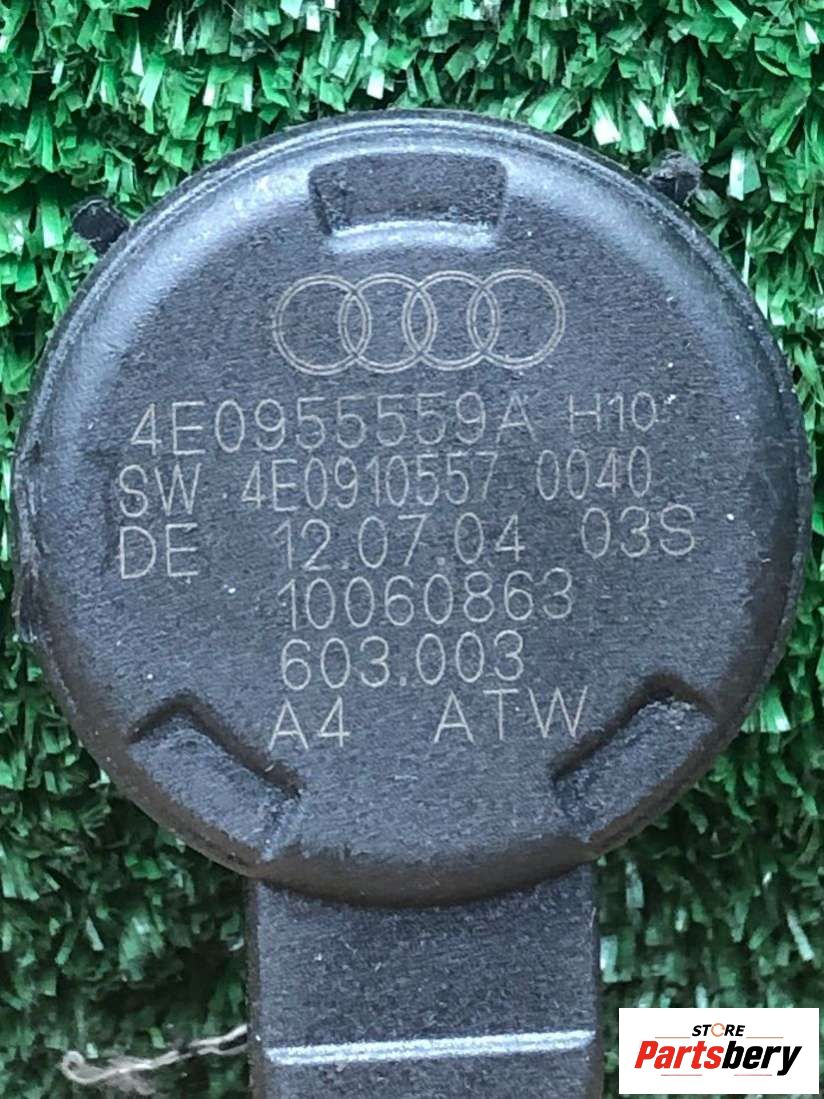 4E0955559A H10
SW 4E0910557 0040
DE 12.07.04 03S
10060863
603.003
A4 ATW
STORE
Partsbery